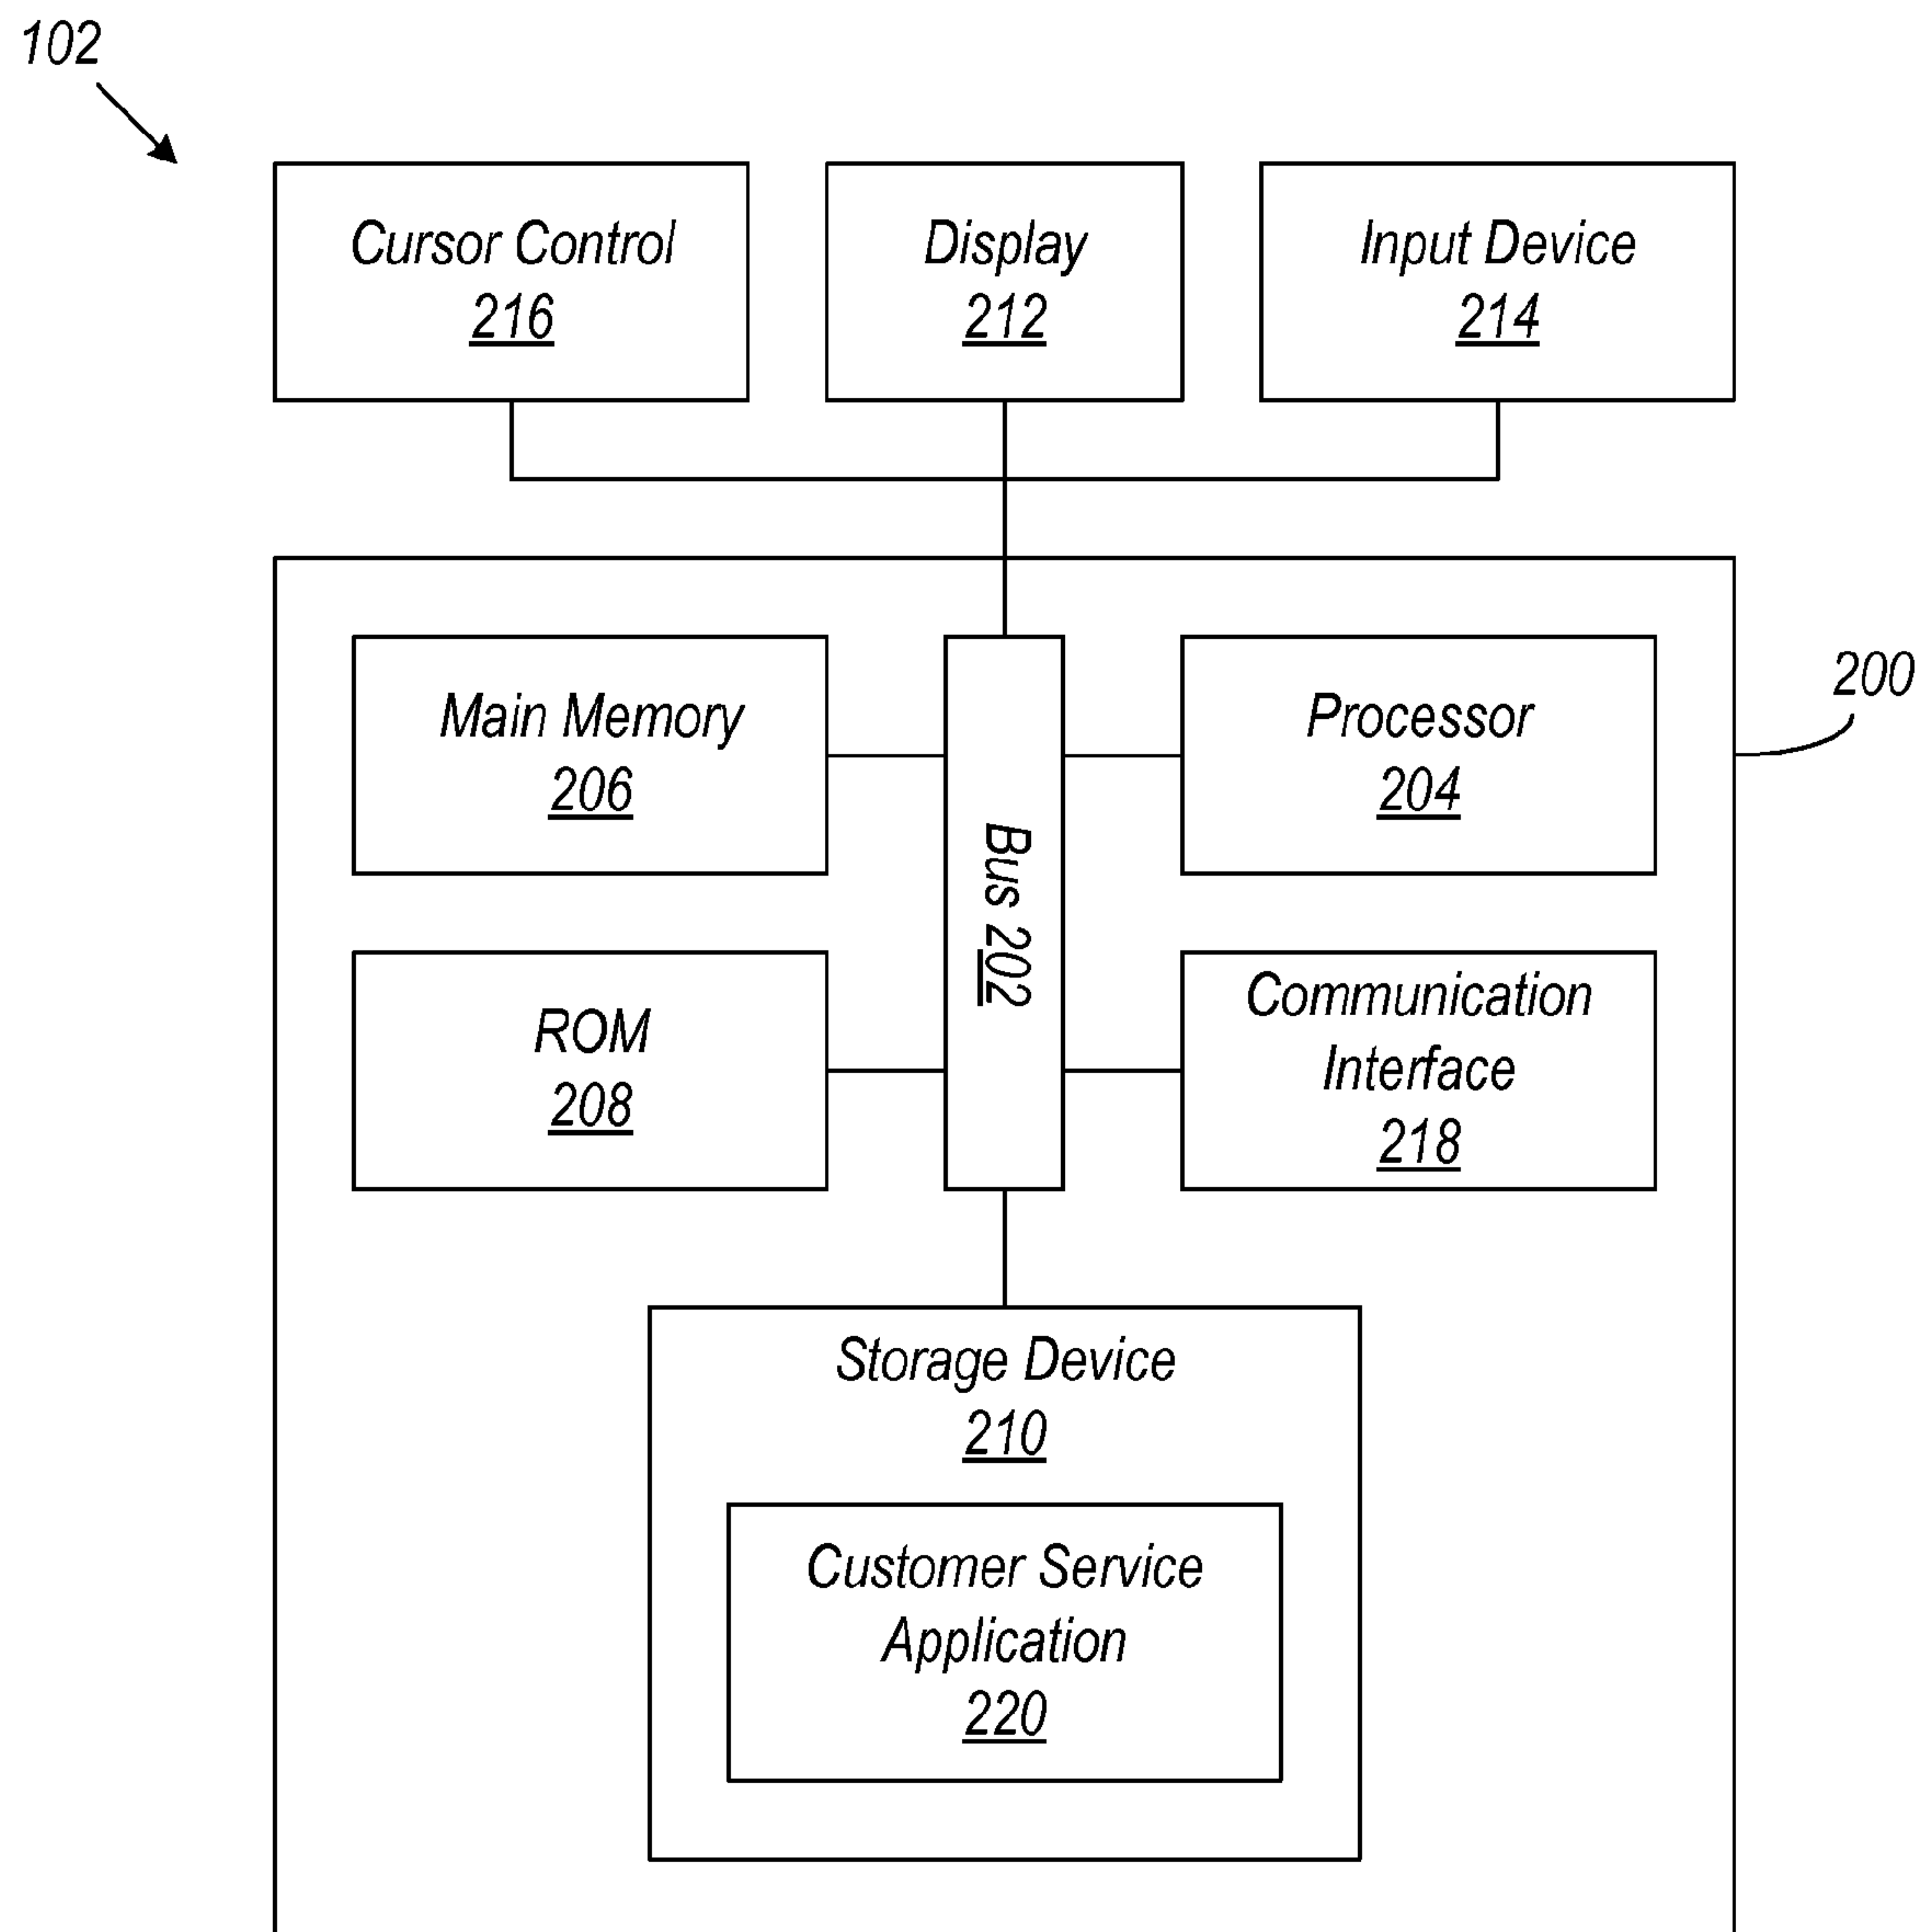 102
Cursor Control
216
Display
212
Input Device
214
Main Memory
206
Processor
204
200
Bus 202
ROM
208
Communication
Interface
218
Storage Device
210
Customer Service
Application
220